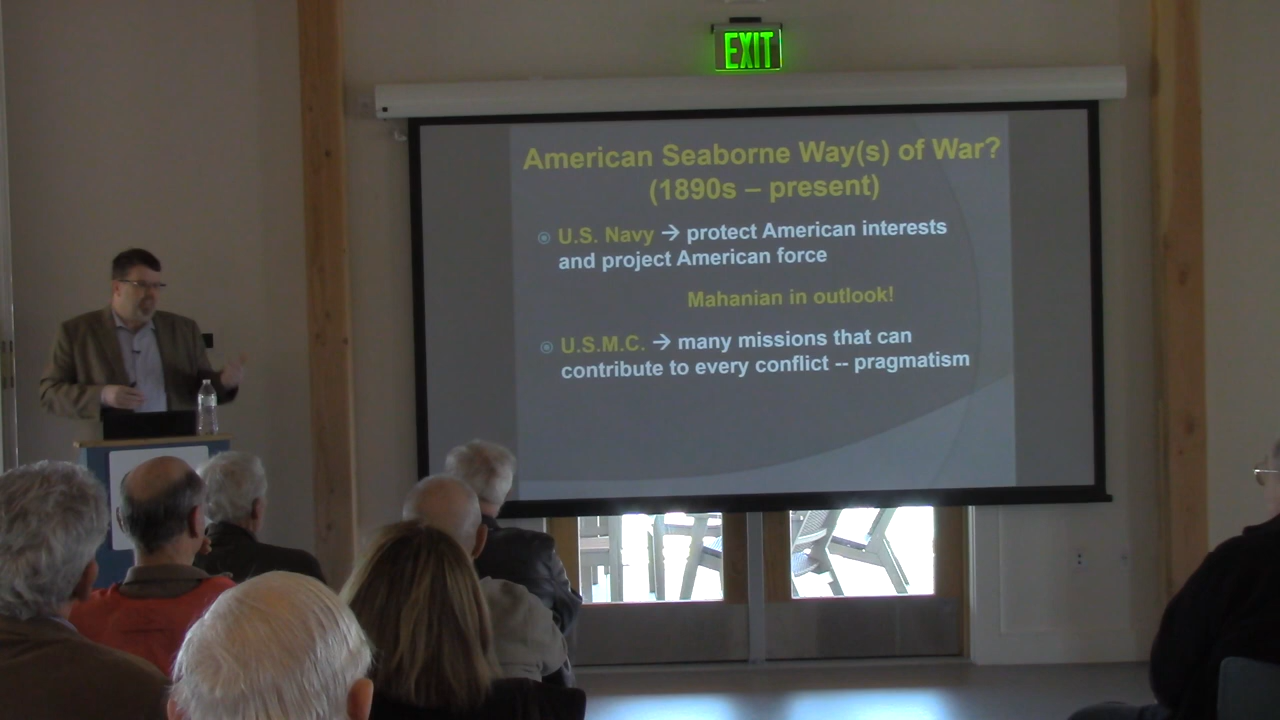 EXIT
American Seaborne Way(s) of War?
(1890s – present)
U.S. Navy → protect American interests
and project American force
Mahanian in outlook!
U.S.M.C. → many missions that can
contribute to every conflict -- pragmatism